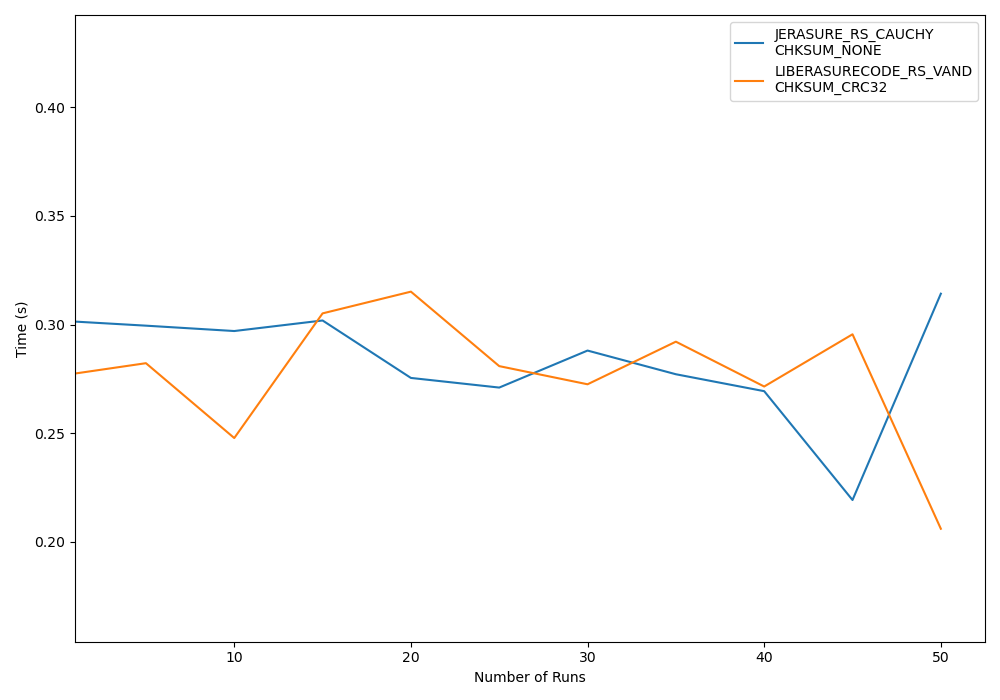 JERASURE_RS_CAUCHY
CHKSUM_NONE
LIBERASURECODE_RS_VAND
CHKSUM_CRC32
0.40
0.35
0.30
0.25
0.20
Time (s)
10 20 30 40 50
Number of Runs